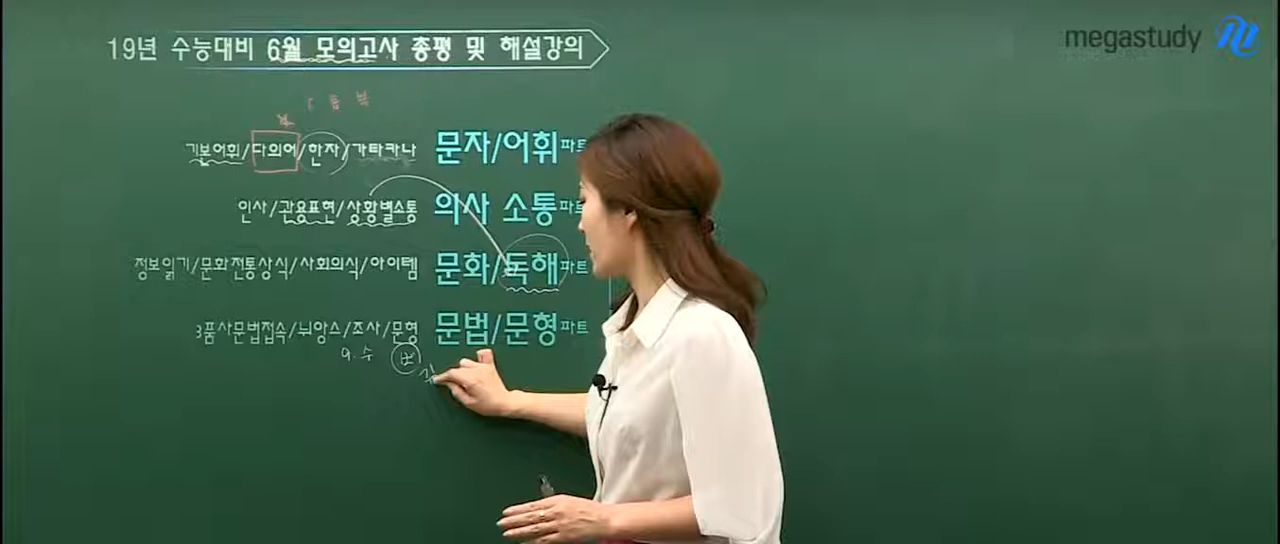 19년 수능대비 6월 모의고사 총평 및 해설강의
megastudy
기본어휘/다의어/한자/가타카나 문자/어휘파트
인사/관용표현/상황별소통 의사 소통파트
정보읽기/문화전통상식/사회의식/아이템 문화/독해파트
품사문법접속/뉘앙스/조사/문형 문법/문형파트